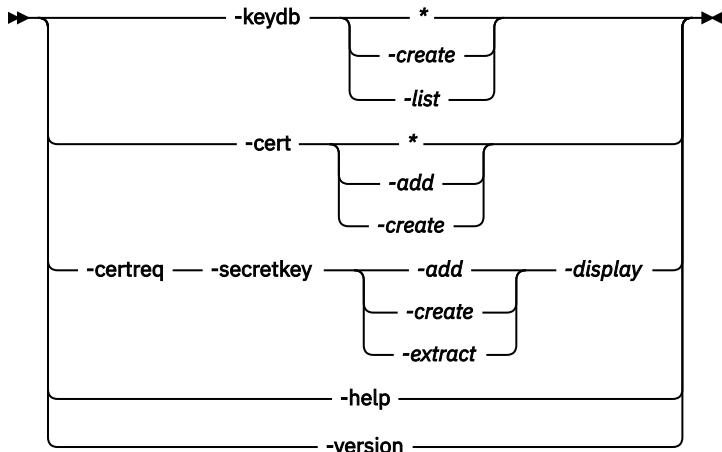 -keydb *
-create
-list
-cert *
-add
-create
-certreq -secretkey -add -display
-create
-extract
-help
-version